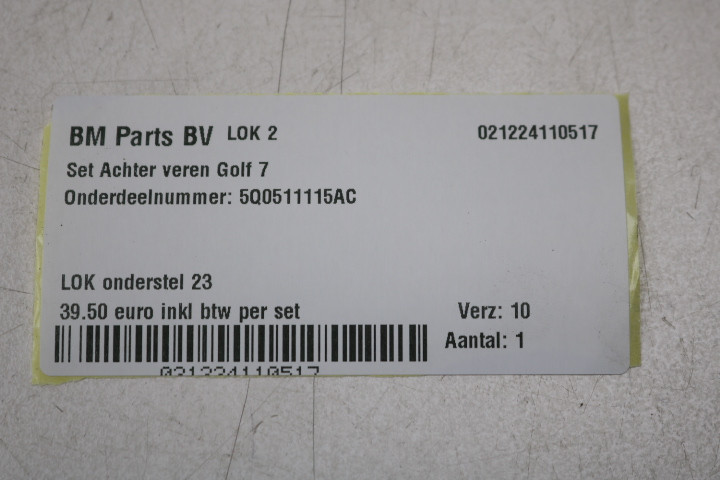 BM Parts BV LOK 2 021224110517
Set Achter veren Golf 7
Onderdeelnummer: 5Q0511115AC
LOK onderstel 23
39.50 euro inkl btw per set Verz: 10
Aantal: 1
021224110517